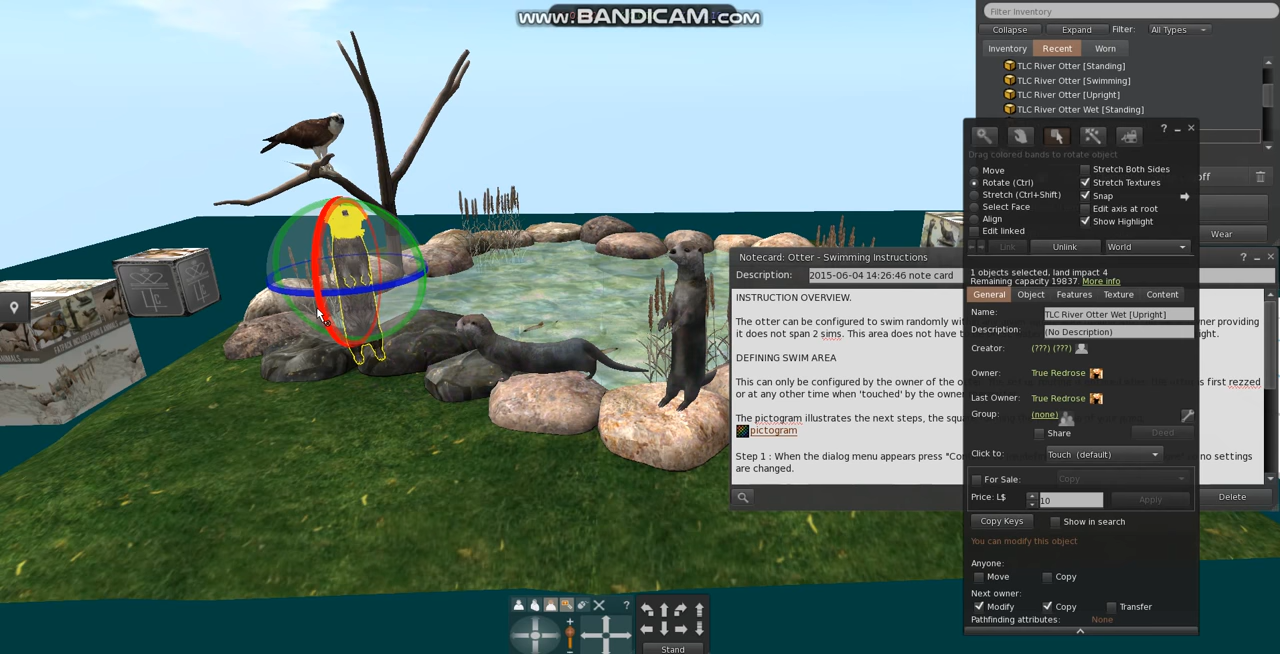 www.BANDICAM.com
Filter Inventory
Collapse Expand Filter: All Types
Inventory Recent Worn
TLC River Otter [Standing]
TLC River Otter [Swimming]
TLC River Otter [Upright]
TLC River Otter Wet [Standing]
Drag colored bands to rotate object
Move
Rotate (Ctrl)
Stretch (Ctrl+Shift)
Select Face
Align
Edit linked
Stretch Both Sides
Stretch Textures
Snap
Edit axis at root
Show Highlight
Link Unlink World
Wear
1 objects selected, land impact 4
Remaining capacity 19837. More info
General Object Features Texture Content
Name: TLC River Otter Wet [Upright]
Description: (No Description)
Creator: (???) (???)
Owner: True Redrose
Last Owner: True Redrose
Group: (none)
Share Deed
Click to: Touch (default)
For Sale: Copy
Price: L$ 10 Apply
Copy Keys Show in search
You can modify this object
Anyone:
Move Copy
Next owner:
Modify Copy Transfer
Pathfinding attributes: None
Notecard: Otter - Swimming Instructions
Description: 2015-06-04 14:26:46 note card
INSTRUCTION OVERVIEW.
The otter can be configured to swim randomly
providing
it does not span 2 sims. This area does not have
DEFINING SWIM AREA
This can only be configured by the owner of the
first rezzed
or at any other time when 'touched' by the owner
The pictogram illustrates the next steps, the
pictogram
Step 1 : When the dialog menu appears press
no settings
are changed.
Delete
Stand